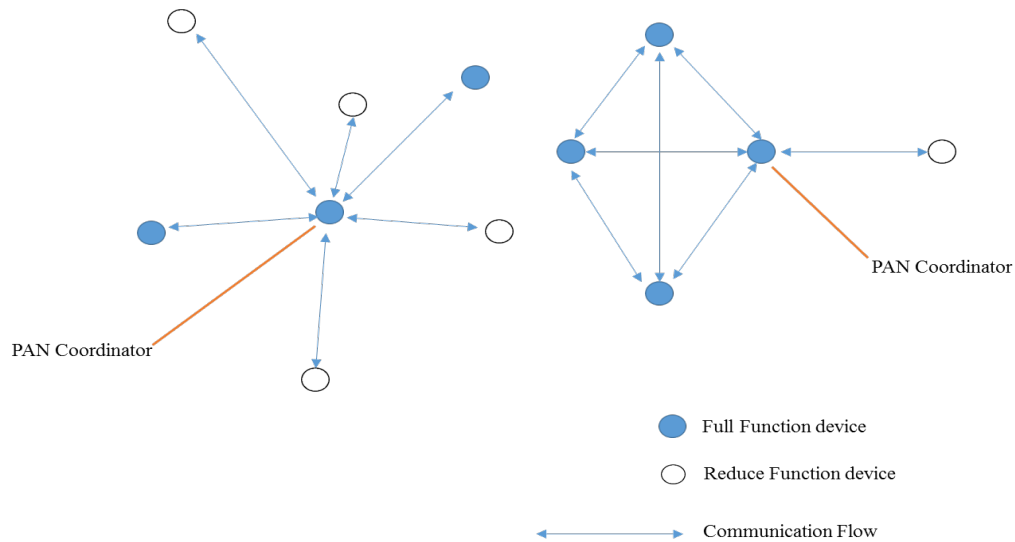 PAN Coordinator
PAN Coordinator
Full Function device
Reduce Function device
Communication Flow